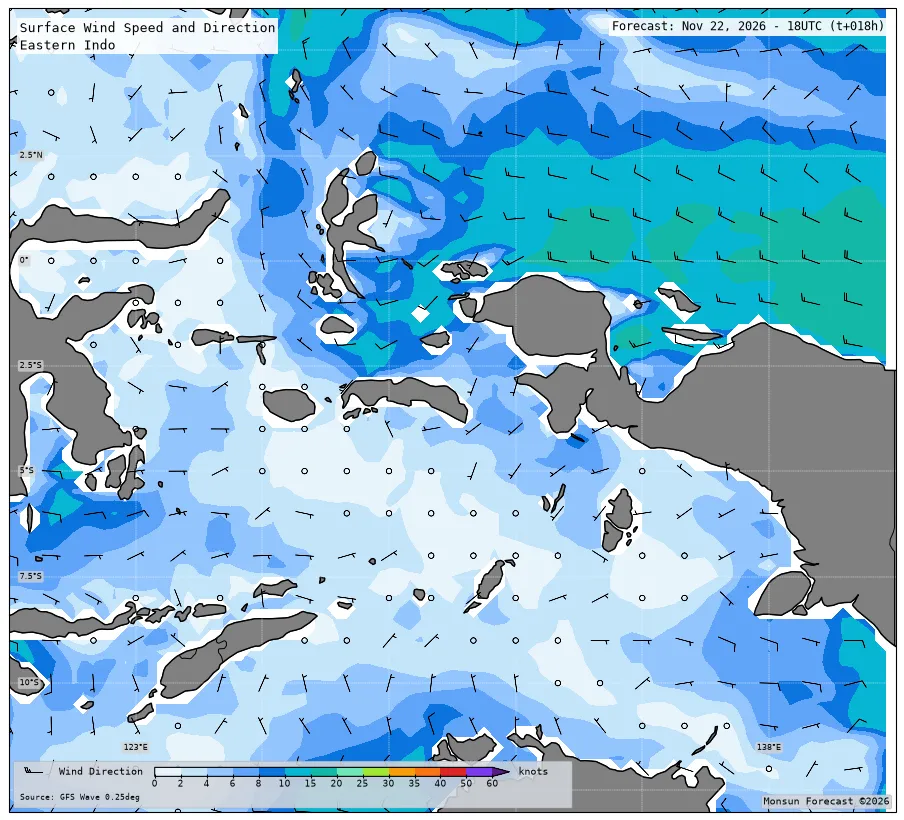 Surface Wind Speed and Direction
Eastern Indo
Forecast: Nov 22, 2026 - 18UTC (t+018h)
2.5°N
0°
2.5°S
5°S
7.5°S
10°S
123°E
138°E
Wind Direction
0 2 4 6 8 10 15 20 25 30 35 40 50 60
knots
Source: GFS Wave 0.25deg
Monsun Forecast ©2026